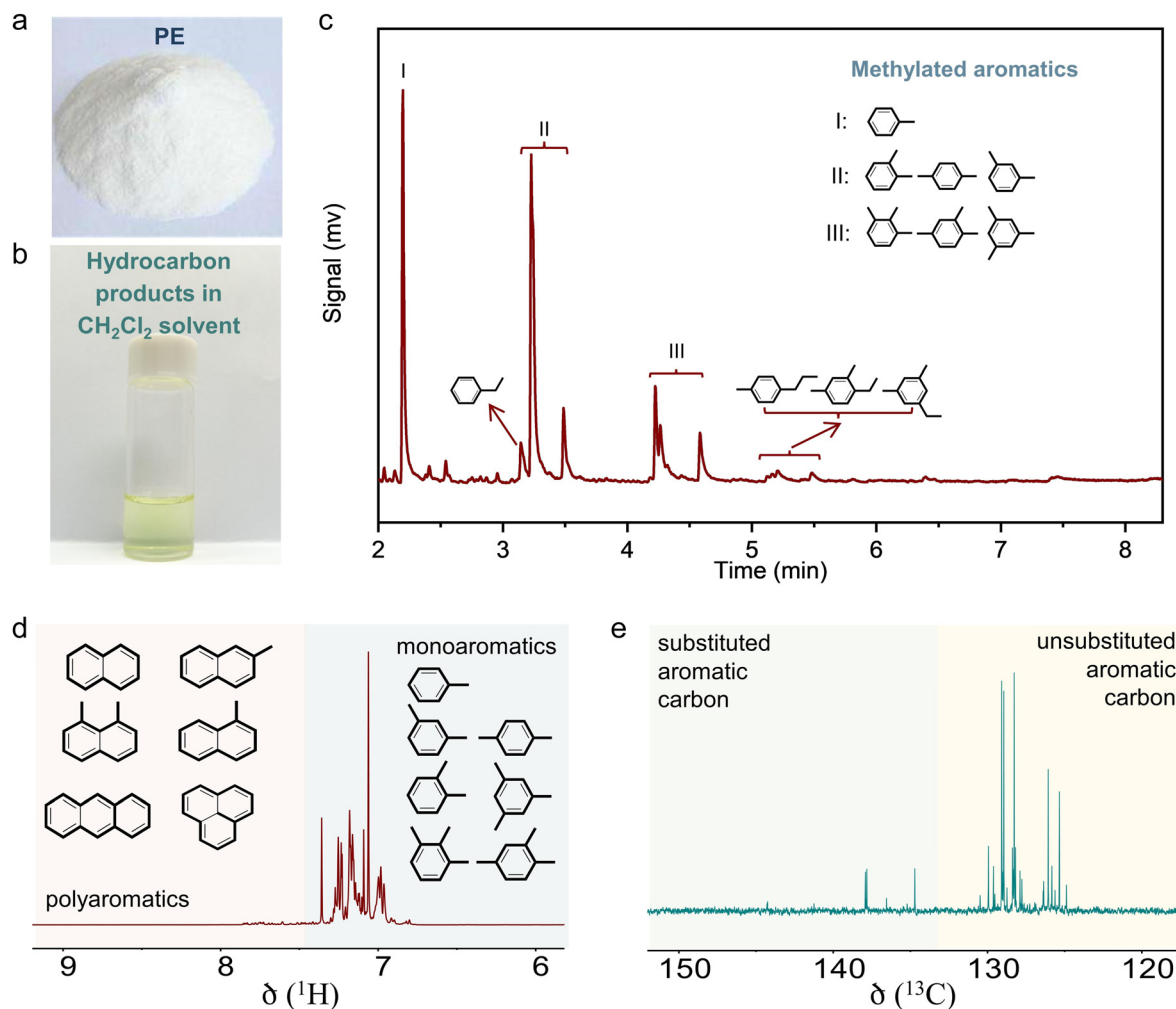 a
PE
b
Hydrocarbon
products in
CH₂Cl₂ solvent
c
Signal (mv)
I
II
III
Methylated aromatics
I:
II:
III:
2 3 4 5 6 7 8
Time (min)
d
monoaromatics
polyaromatics
9 8 7 6
δ (¹H)
e
substituted
aromatic
carbon
unsubstituted
aromatic
carbon
150 140 130 120
δ (¹³C)